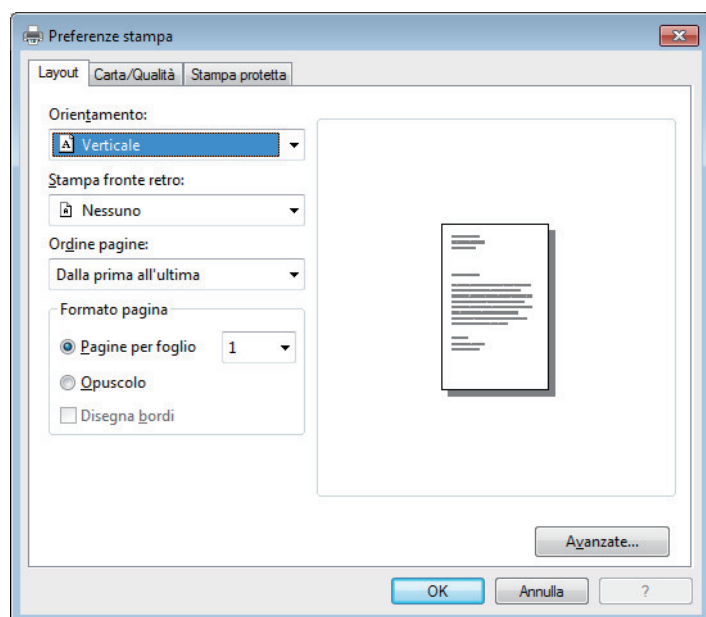 Preferenze stampa
Layout Carta/Qualità Stampa protetta
Orientamento:
A Verticale
Stampa fronte retro:
Nessuno
Ordine pagine:
Dalla prima all'ultima
Formato pagina
Pagine per foglio 1
Opuscolo
Disegna bordi
Avanzate...
OK Annulla ?